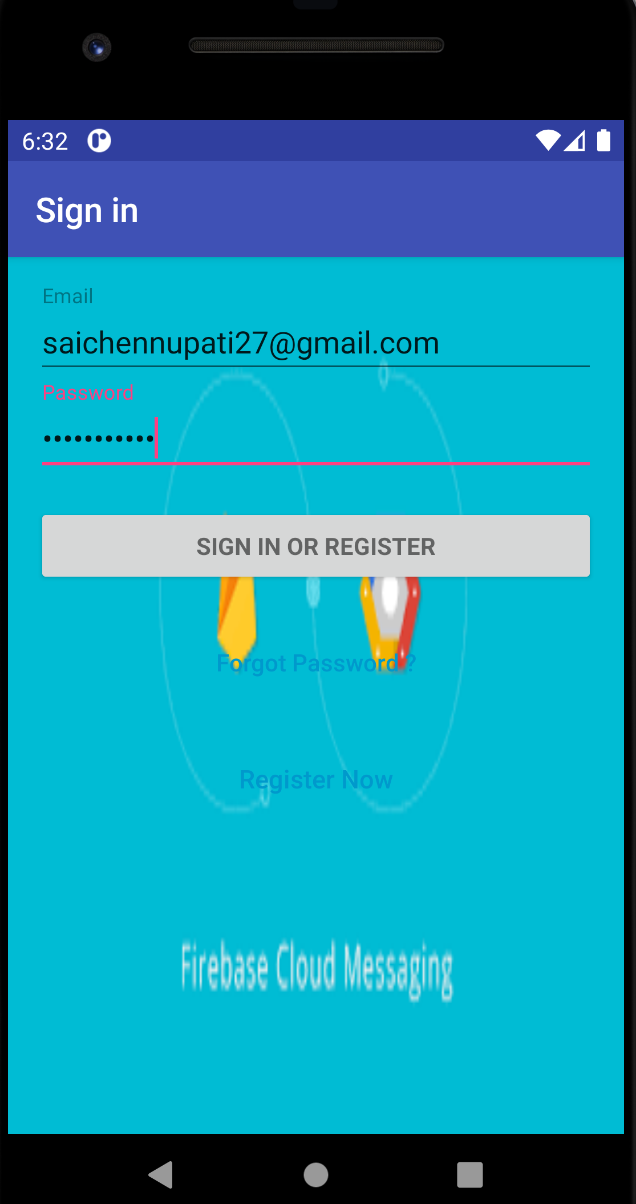 6:32
Sign in
Email
saichennupati27@gmail.com
Password
•••••••••••
SIGN IN OR REGISTER
Forgot Password ?
Register Now
Firebase Cloud Messaging